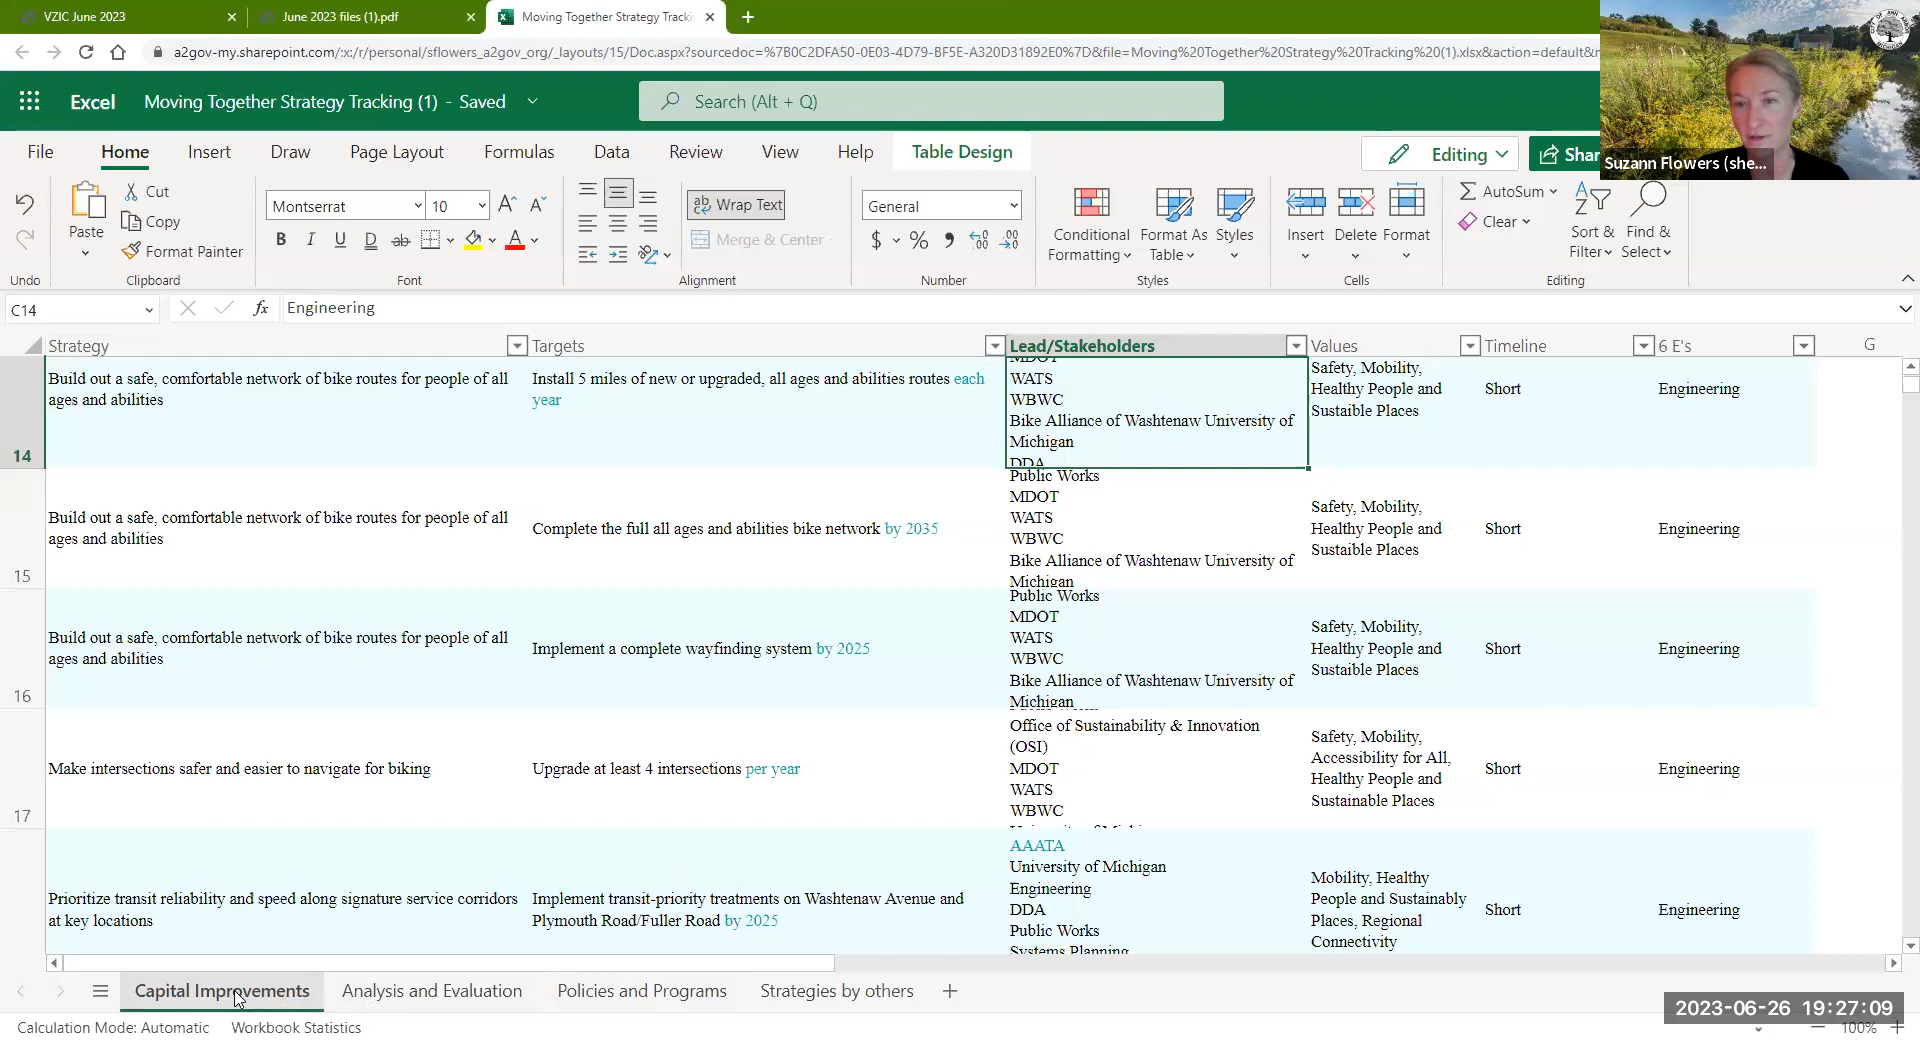 VZIC June 2023
June 2023 files (1).pdf
Moving Together Strategy Tracki
a2gov-my.sharepoint.com/:x:/r/personal/sflowers_a2gov_org/_layouts/15/Doc.aspx?sourcedoc=%7B0C2DFA50-0E03-4D79-BF5E-A320D31892E0%7D&file=Moving%20Together%20Strategy%20Tracking%20(1).xlsx&action=default&
Excel
Moving Together Strategy Tracking (1) - Saved
Search (Alt + Q)
Suzann Flowers (she...
File
Home
Insert
Draw
Page Layout
Formulas
Data
Review
View
Help
Table Design
Editing
Shar
Paste
Cut
Copy
Format Painter
Montserrat
10
Wrap Text
Merge & Center
General
Conditional
Formatting
Format As
Table
Styles
Insert
Delete
Format
AutoSum
Clear
Sort &
Filter
Find &
Select
Undo
Clipboard
Font
Alignment
Number
Styles
Cells
Editing
C14
fx
Engineering
Strategy
Targets
Lead/Stakeholders
Values
Timeline
6 E's
G
14
Build out a safe, comfortable network of bike routes for people of all
ages and abilities
Install 5 miles of new or upgraded, all ages and abilities routes each
year
MDOT
WATS
WBWC
Bike Alliance of Washtenaw University of
Michigan
DDA
Safety, Mobility,
Healthy People and
Sustaible Places
Short
Engineering
15
Build out a safe, comfortable network of bike routes for people of all
ages and abilities
Complete the full all ages and abilities bike network by 2035
Public Works
MDOT
WATS
WBWC
Bike Alliance of Washtenaw University of
Michigan
Safety, Mobility,
Healthy People and
Sustaible Places
Short
Engineering
16
Build out a safe, comfortable network of bike routes for people of all
ages and abilities
Implement a complete wayfinding system by 2025
Public Works
MDOT
WATS
WBWC
Bike Alliance of Washtenaw University of
Michigan
Safety, Mobility,
Healthy People and
Sustaible Places
Short
Engineering
17
Make intersections safer and easier to navigate for biking
Upgrade at least 4 intersections per year
Office of Sustainability & Innovation
(OSI)
MDOT
WATS
WBWC
Safety, Mobility,
Accessibility for All,
Healthy People and
Sustainable Places
Short
Engineering
Prioritize transit reliability and speed along signature service corridors
at key locations
Implement transit-priority treatments on Washtenaw Avenue and
Plymouth Road/Fuller Road by 2025
AAATA
University of Michigan
Engineering
DDA
Public Works
Systems Planning
Mobility, Healthy
People and Sustainably
Places, Regional
Connectivity
Short
Engineering
Capital Improvements
Analysis and Evaluation
Policies and Programs
Strategies by others
Calculation Mode: Automatic
Workbook Statistics
2023-06-26 19:27:09
100%